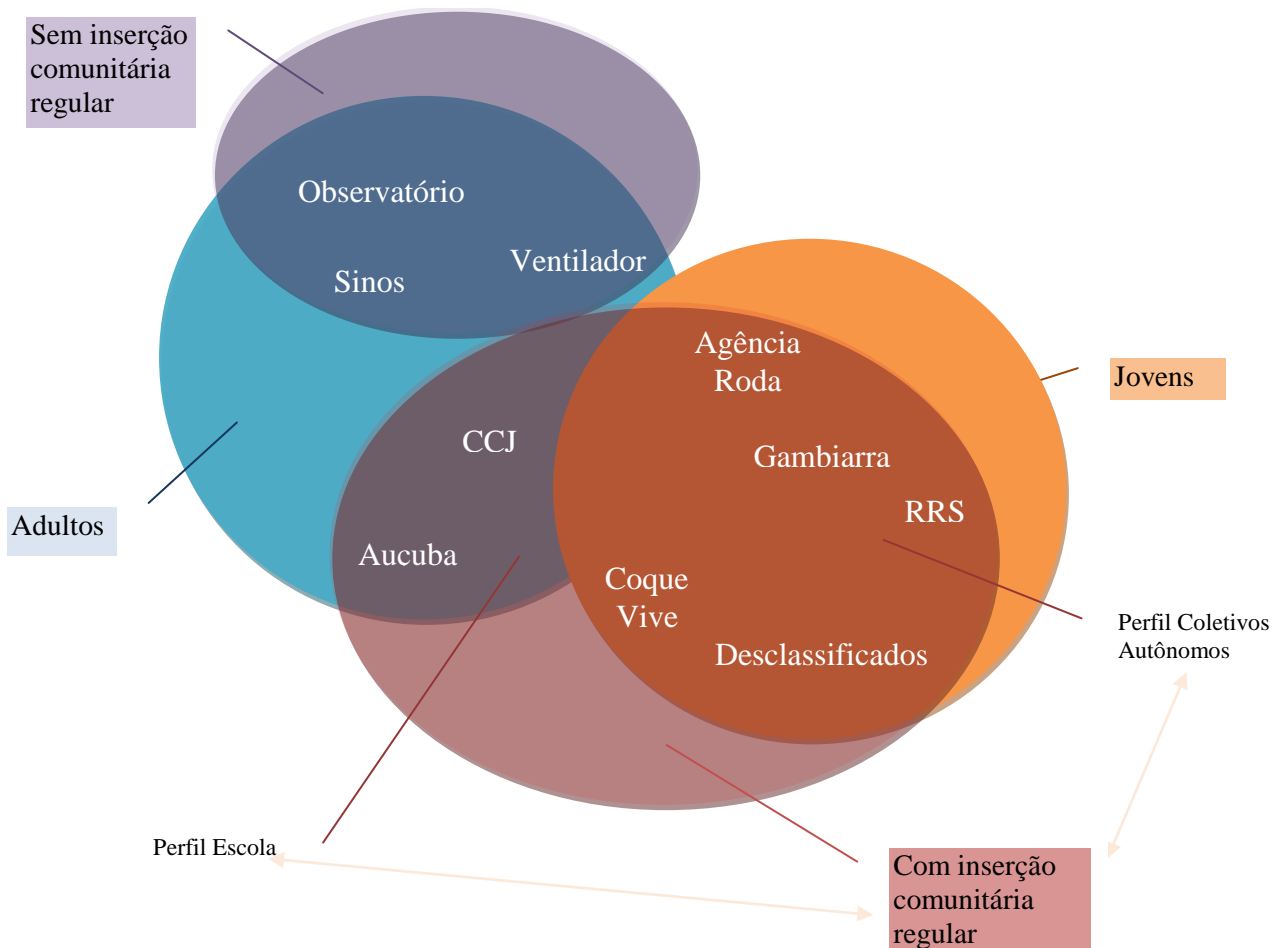 Sem inserção
comunitária
regular
Observatório
Ventilador
Sinos
Agência
Roda
Jovens
CCJ
Gambiarra
RRS
Adultos
Aucuba
Coque
Vive
Desclassificados
Perfil Coletivos
Autônomos
Perfil Escola
Com inserção
comunitária
regular